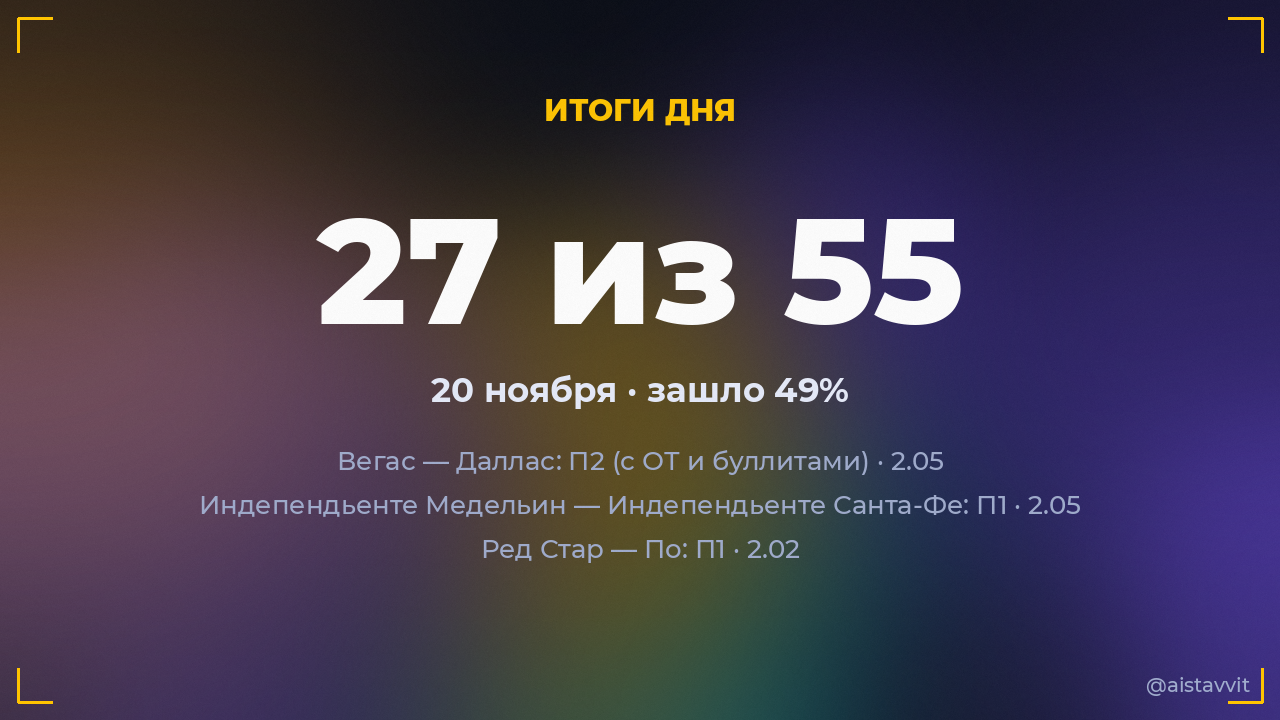 ИТОГИ ДНЯ
27 из 55
20 ноября · зашло 49%
Вегас — Даллас: П2 (с ОТ и буллитами) · 2.05
Индепендьенте Медельин — Индепендьенте Санта-Фе: П1 · 2.05
Ред Стар — По: П1 · 2.02
@aistavvit